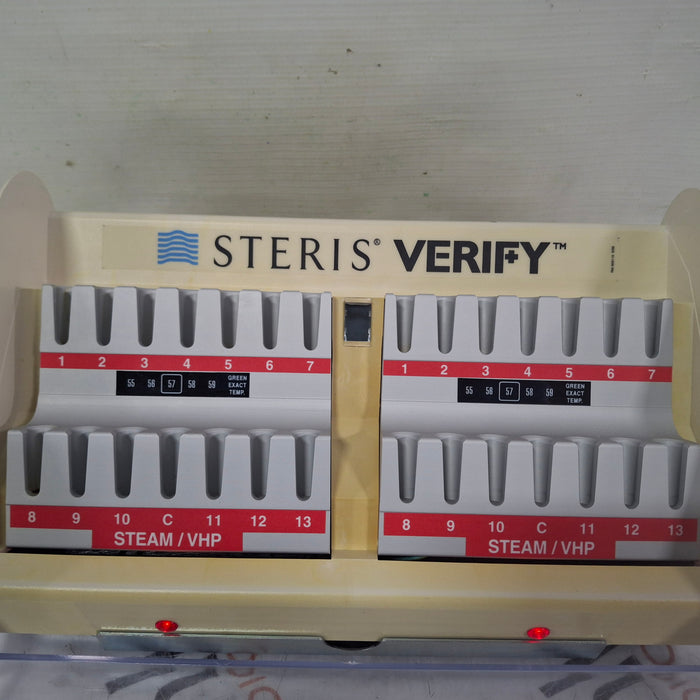 STERIS® VERIFY™
1 2 3 4 5 6 7
55 56 57 58 59 GREEN EXACT TEMP.
8 9 10 C 11 12 13
STEAM / VHP
1 2 3 4 5 6 7
55 56 57 58 59 GREEN EXACT TEMP.
8 9 10 C 11 12 13
STEAM / VHP